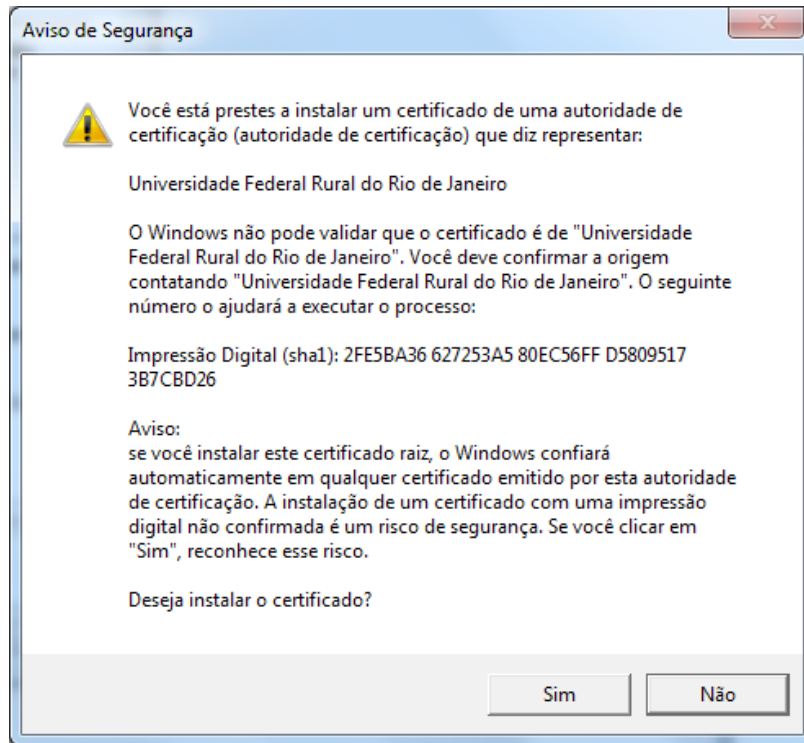 Aviso de Segurança
Você está prestes a instalar um certificado de uma autoridade de
certificação (autoridade de certificação) que diz representar:
Universidade Federal Rural do Rio de Janeiro
O Windows não pode validar que o certificado é de "Universidade
Federal Rural do Rio de Janeiro". Você deve confirmar a origem
contatando "Universidade Federal Rural do Rio de Janeiro". O seguinte
número o ajudará a executar o processo:
Impressão Digital (sha1): 2FE5BA36 627253A5 80EC56FF D5809517
3B7CBD26
Aviso:
se você instalar este certificado raiz, o Windows confiará
automaticamente em qualquer certificado emitido por esta autoridade
de certificação. A instalação de um certificado com uma impressão
digital não confirmada é um risco de segurança. Se você clicar em
"Sim", reconhece esse risco.
Deseja instalar o certificado?
Sim Não